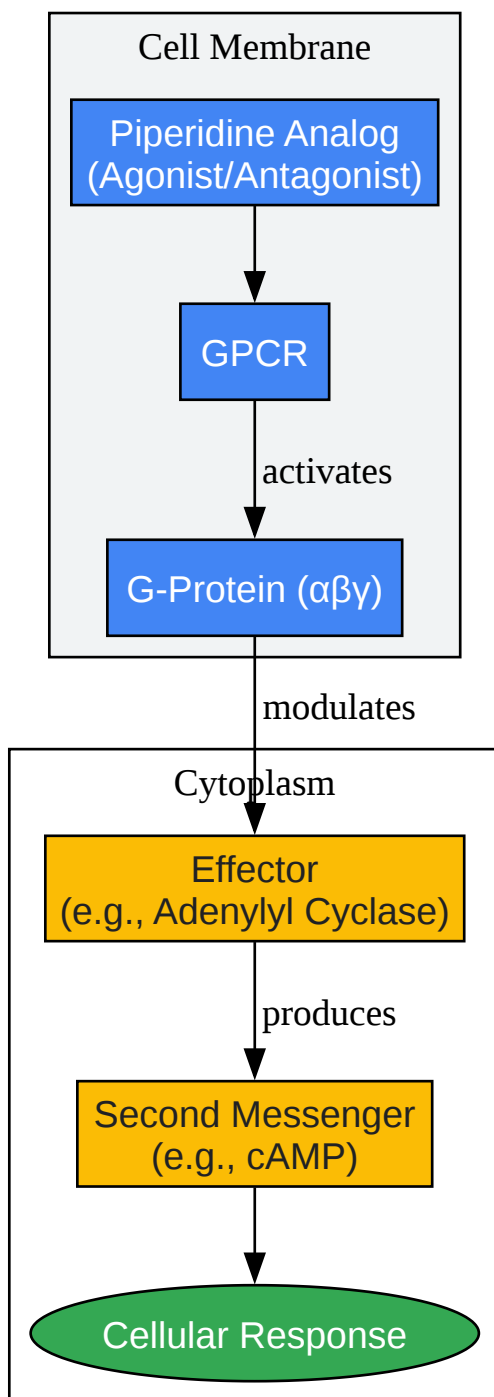 Cell Membrane
Piperidine Analog
(Agonist/Antagonist)
GPCR
activates
G-Protein (αβγ)
modulates
Cytoplasm
Effector
(e.g., Adenylyl Cyclase)
produces
Second Messenger
(e.g., cAMP)
Cellular Response